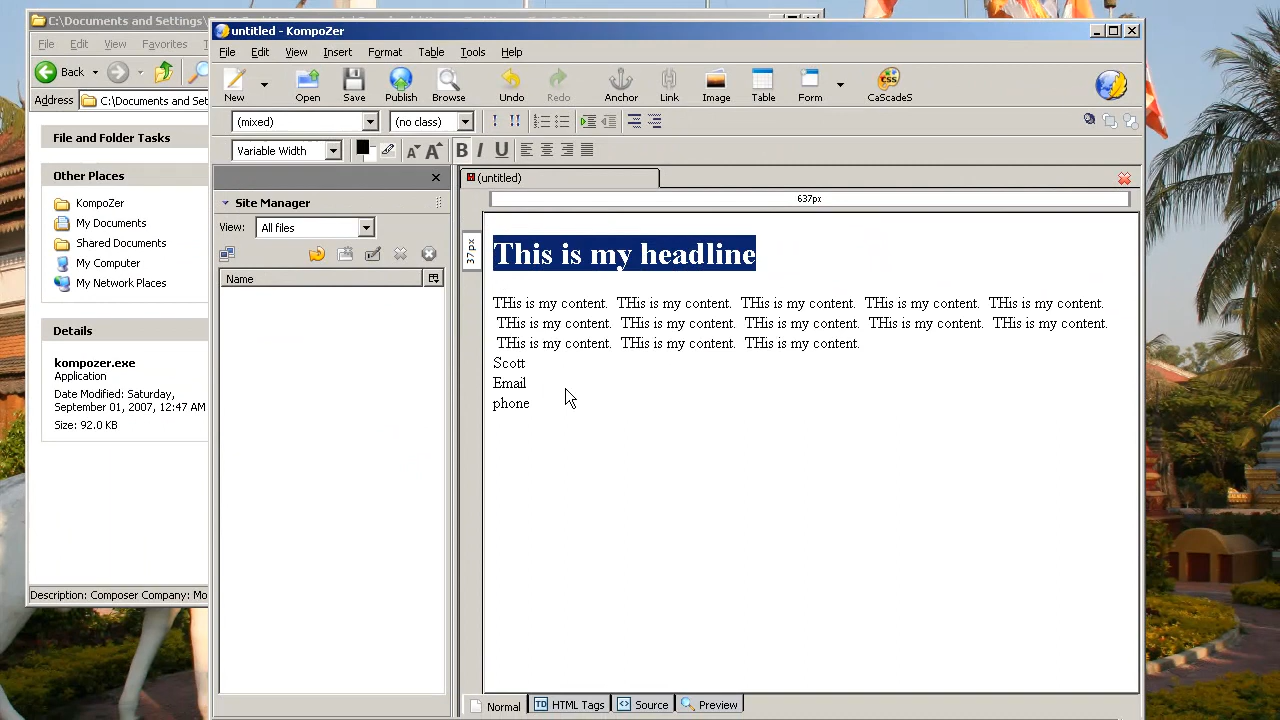 C:\Documents and Settings\
File Edit View Favorites
Back
Address C:\Documents and Set
File and Folder Tasks
Other Places
KompoZer
My Documents
Shared Documents
My Computer
My Network Places
Details
kompozer.exe
Application
Date Modified: Saturday,
September 01, 2007, 12:47 AM
Size: 92.0 KB
Description: Composer Company: Mo
untitled - KompoZer
File Edit View Insert Format Table Tools Help
New Open Save Publish Browse Undo Redo Anchor Link Image Table Form CaScadeS
CSS
(mixed) (no class)
Variable Width
B I U
(untitled)
637px
37px
Site Manager
View: All files
Name
This is my headline
THis is my content. THis is my content. THis is my content. THis is my content. THis is my content.
THis is my content. THis is my content. THis is my content. THis is my content. THis is my content.
THis is my content. THis is my content. THis is my content.
Scott
Email
phone
Normal HTML Tags Source Preview